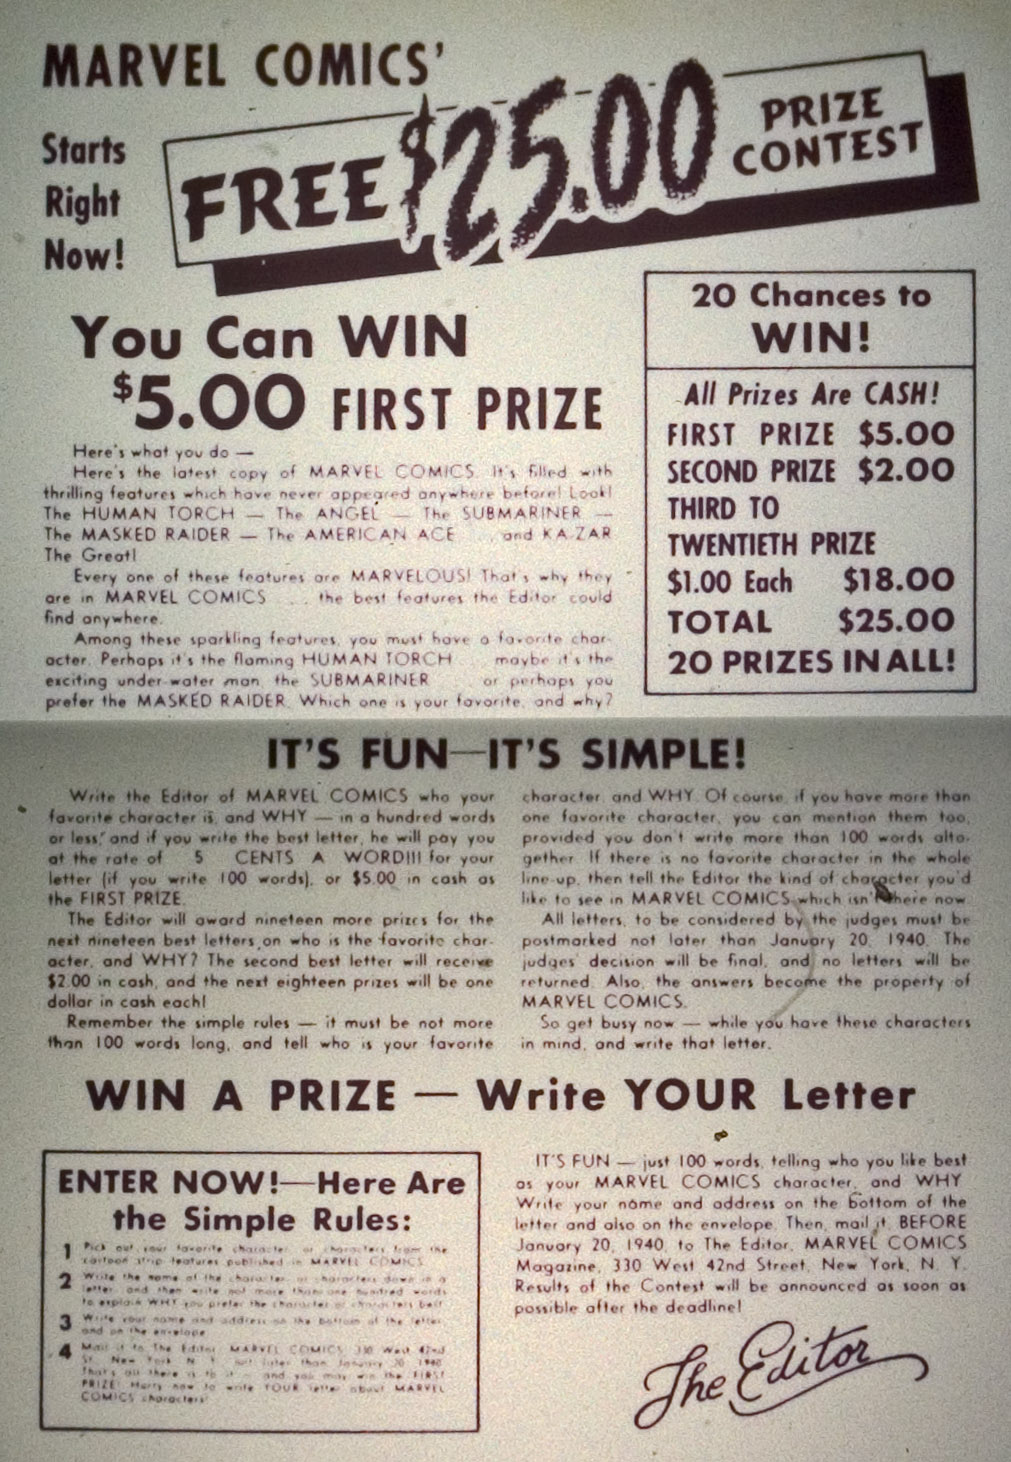 MARVEL COMICS'
Starts
Right
Now!
FREE $25.00 PRIZE
CONTEST
You Can WIN
$5.00 FIRST PRIZE
Here's what you do —
Here's the latest copy of MARVEL COMICS. It's filled with
thrilling features which have never appeared anywhere before! Look!
The HUMAN TORCH — The ANGEL — The SUBMARINER —
The MASKED RAIDER — The AMERICAN ACE . . . and KA-ZAR
The Great!
Every one of these features are MARVELOUS! That's why they
are in MARVEL COMICS . . . the best features the Editor could
find anywhere.
Among these sparkling features, you must have a favorite char-
acter. Perhaps it's the flaming HUMAN TORCH . . . maybe it's the
exciting under-water man, the SUBMARINER . . . or perhaps you
prefer the MASKED RAIDER. Which one is your favorite, and why?
20 Chances to
WIN!
All Prizes Are CASH!
FIRST PRIZE $5.00
SECOND PRIZE $2.00
THIRD TO
TWENTIETH PRIZE
$1.00 Each $18.00
TOTAL $25.00
20 PRIZES IN ALL!
IT'S FUN—IT'S SIMPLE!
Write the Editor of MARVEL COMICS who your
favorite character is, and WHY — in a hundred words
or less, and if you write the best letter, he will pay you
at the rate of 5 CENTS A WORD!!! for your
letter (if you write 100 words), or $5.00 in cash as
the FIRST PRIZE.
The Editor will award nineteen more prizes for the
next nineteen best letters on who is the favorite char-
acter, and WHY? The second best letter will receive
$2.00 in cash, and the next eighteen prizes will be one
dollar in cash each!
Remember the simple rules — it must be not more
than 100 words long, and tell who is your favorite
character, and WHY. Of course, if you have more than
one favorite character, you can mention them too,
provided you don't write more than 100 words alto-
gether. If there is no favorite character in the whole
line-up, then tell the Editor the kind of character you'd
like to see in MARVEL COMICS which isn't there now.
All letters, to be considered by the judges must be
postmarked not later than January 20, 1940. The
judges' decision will be final, and no letters will be
returned. Also, the answers become the property of
MARVEL COMICS.
So get busy now — while you have these characters
in mind, and write that letter.
WIN A PRIZE — Write YOUR Letter
ENTER NOW!—Here Are
the Simple Rules:
1 Pick out your favorite character, or characters from the
cartoon strip features published in MARVEL COMICS.
2 Write the name of the character or characters down in a
letter, and then write not more than one hundred words
to explain WHY you prefer the character or characters best.
3 Write your name and address on the bottom of the letter
and on the envelope.
4 Mail it to The Editor, MARVEL COMICS, 330 West 42nd
St., New York, N. Y., not later than January 20, 1940.
That's all there is to it . . . and you may win the FIRST
PRIZE! Hurry now to write YOUR letter about MARVEL
COMICS characters!
IT'S FUN — just 100 words, telling who you like best
as your MARVEL COMICS character, and WHY.
Write your name and address on the bottom of the
letter and also on the envelope. Then, mail it, BEFORE
January 20, 1940, to The Editor, MARVEL COMICS
Magazine, 330 West 42nd Street, New York, N. Y.
Results of the Contest will be announced as soon as
possible after the deadline!
The Editor